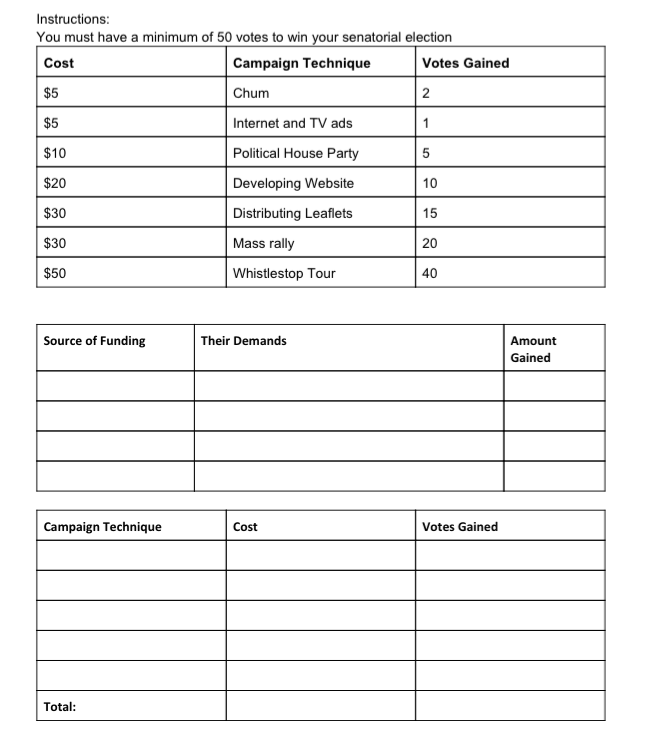 Instructions:
You must have a minimum of 50 votes to win your senatorial election
Cost Campaign Technique Votes Gained
$5 Chum 2
$5 Internet and TV ads 1
$10 Political House Party 5
$20 Developing Website 10
$30 Distributing Leaflets 15
$30 Mass rally 20
$50 Whistlestop Tour 40
Source of Funding Their Demands Amount
Gained
Campaign Technique Cost Votes Gained
Total: